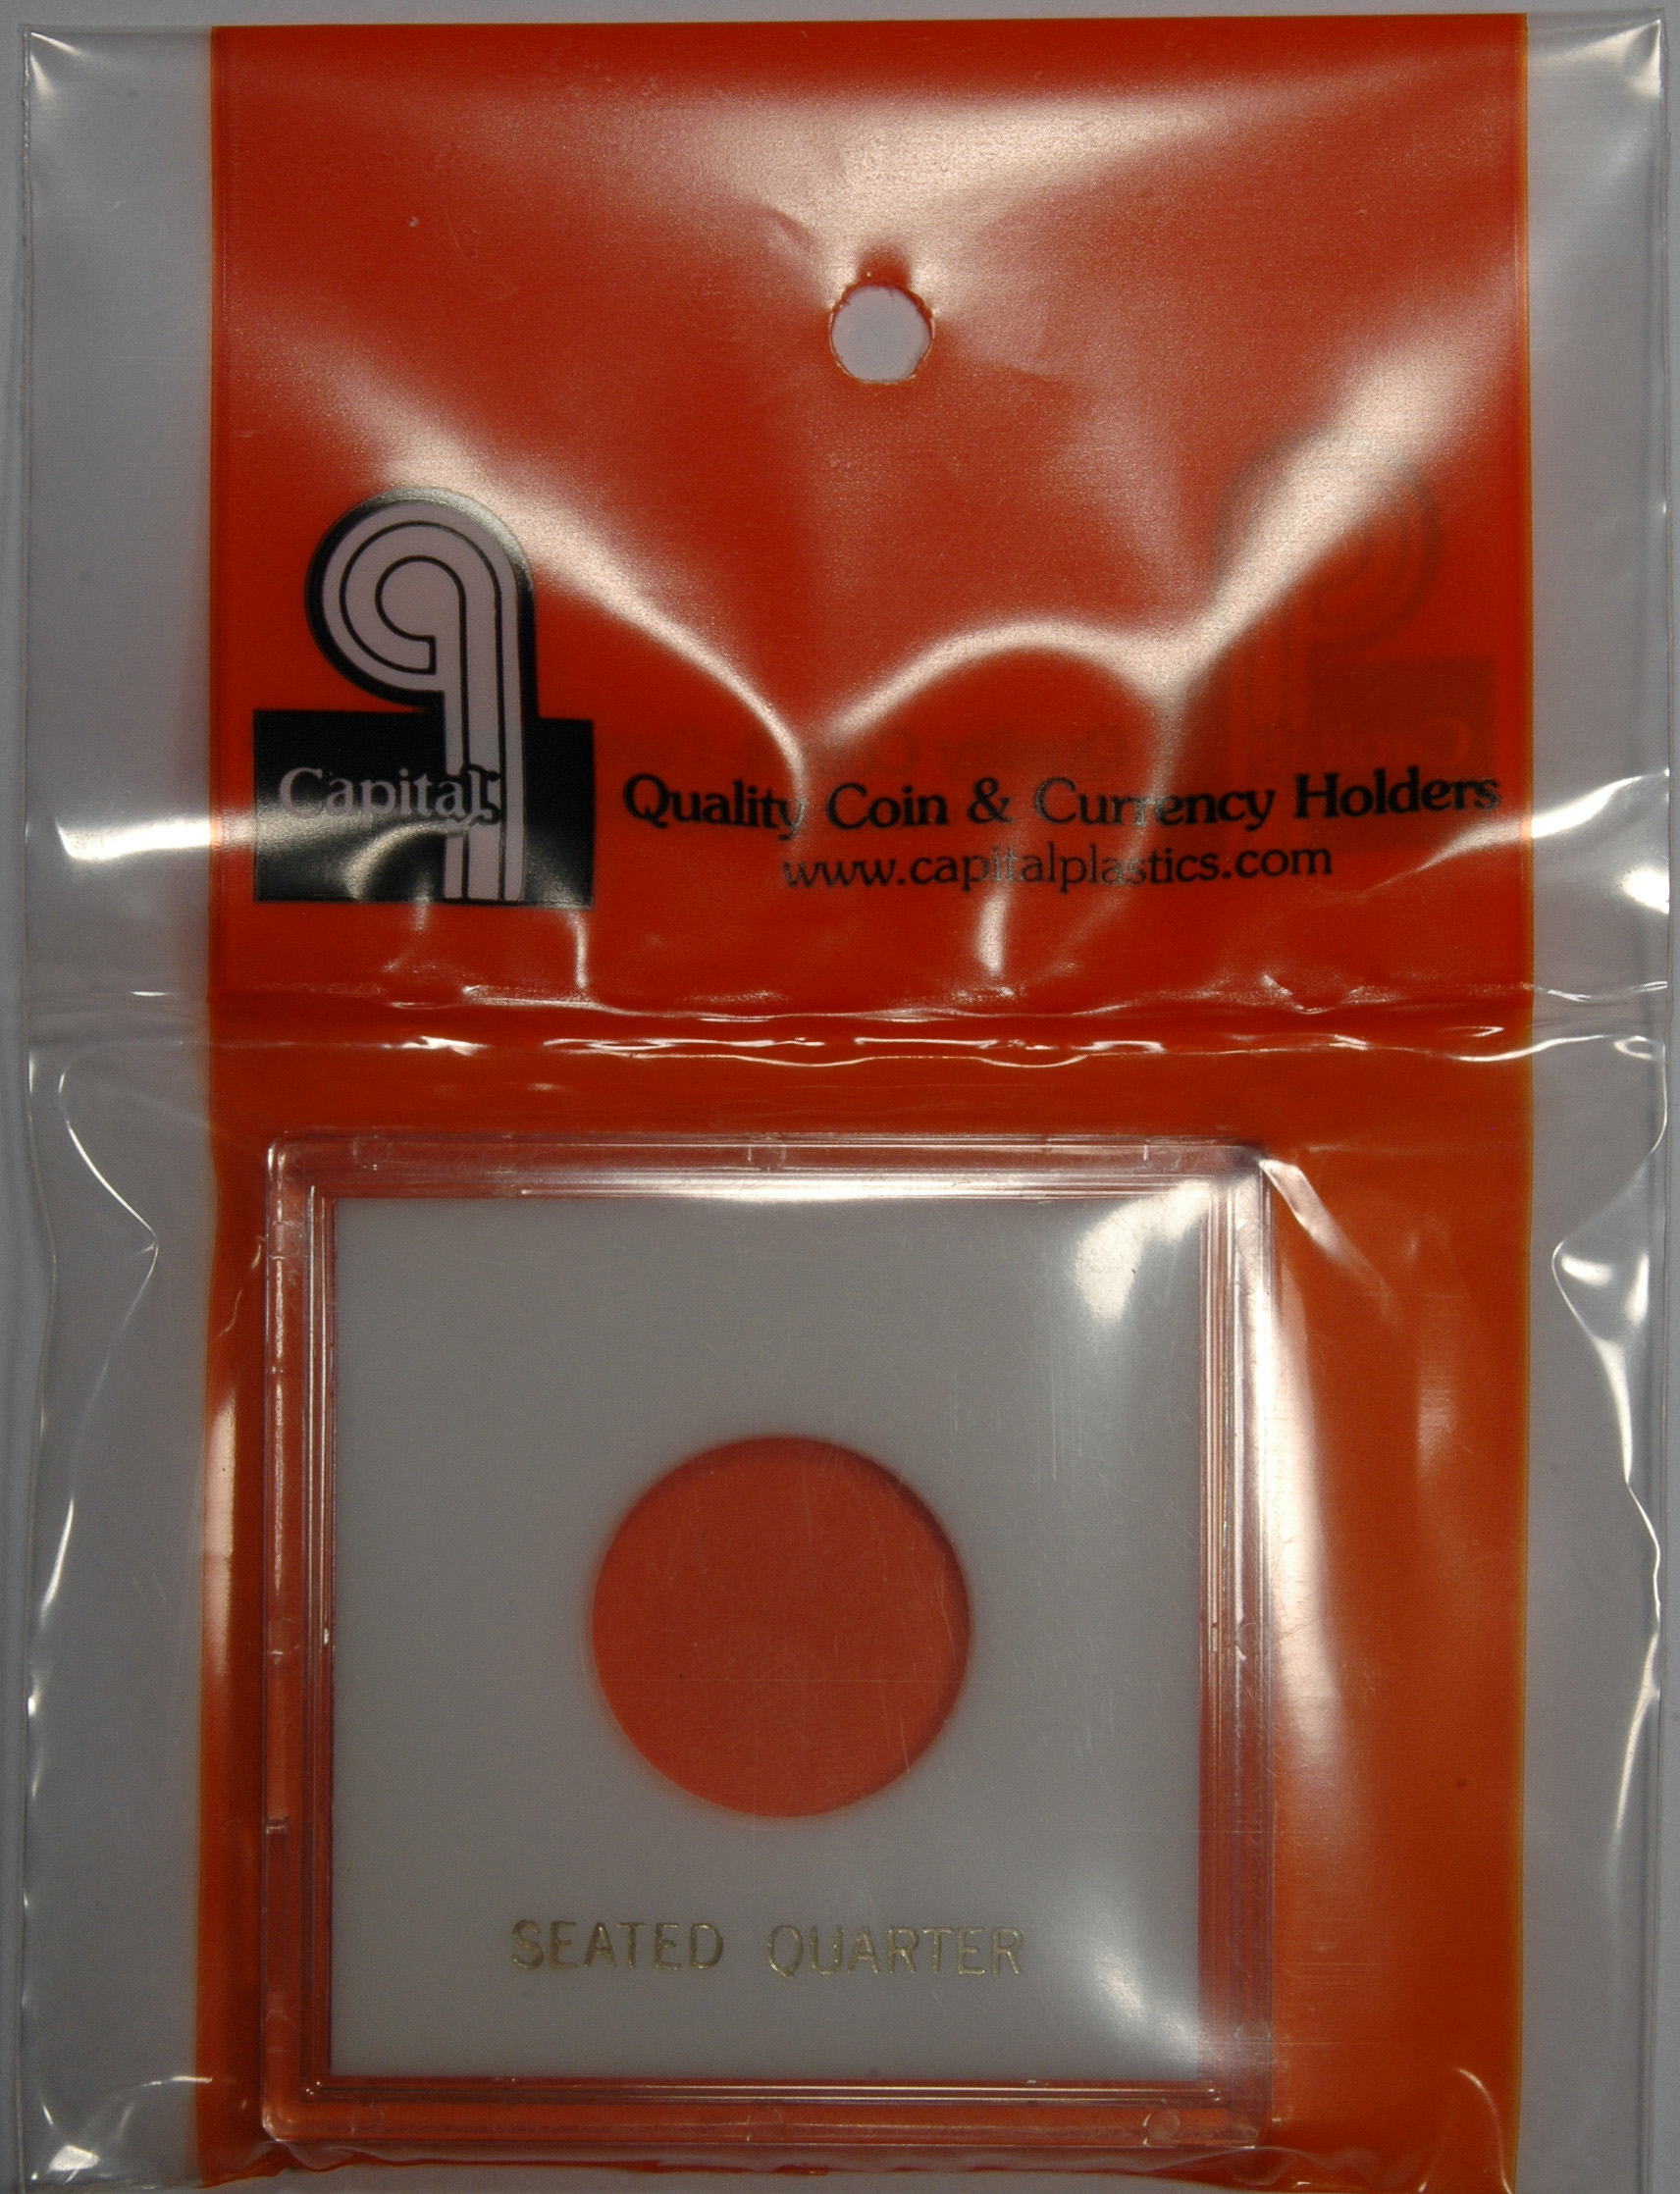 Capital
Quality Coin & Currency Holders
www.capitalplastics.com
SEATED QUARTER